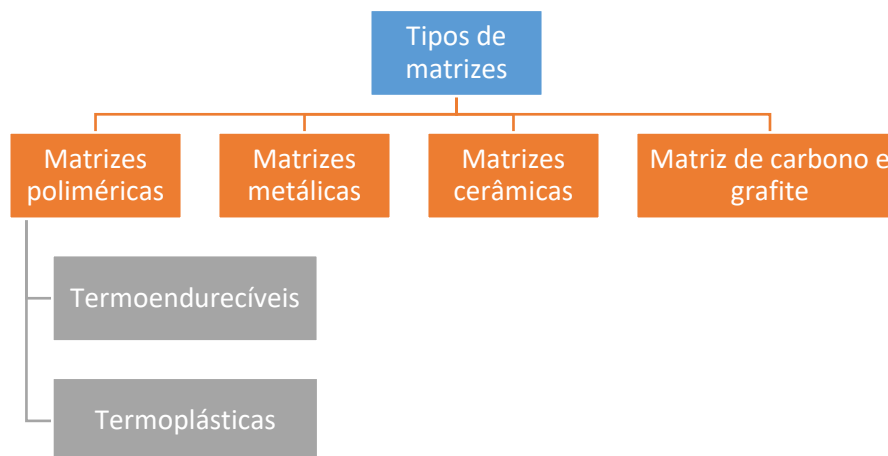 Tipos de
matrizes
Matrizes
poliméricas
Matrizes
metálicas
Matrizes
cerâmicas
Matriz de carbono e
grafite
Termoendurecíveis
Termoplásticas